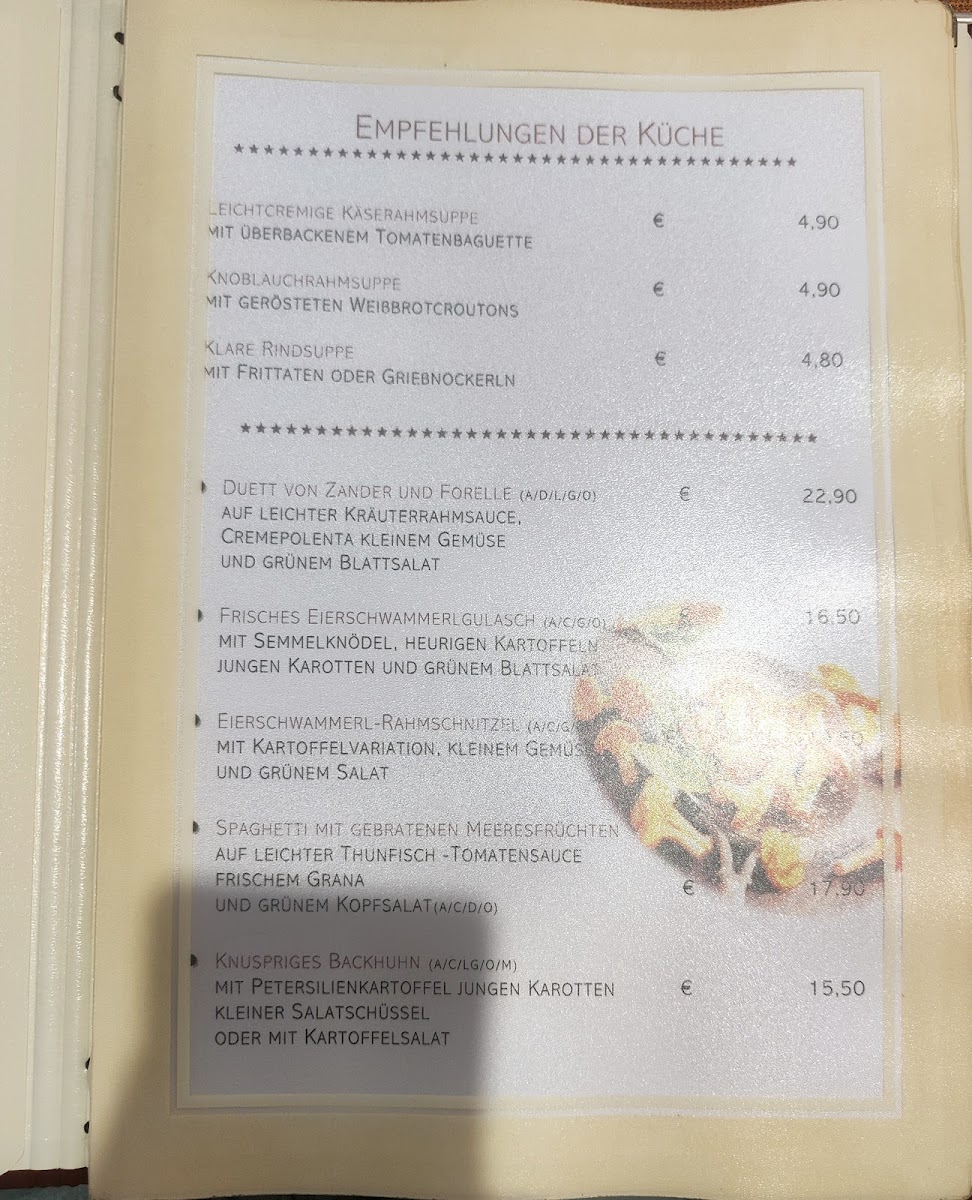 Empfehlungen der Küche
****************************************
Leichtcremige Käserahmsuppe € 4,90
mit überbackenem Tomatenbaguette
Knoblauchrahmsuppe € 4,90
mit gerösteten Weißbrotcroutons
Klare Rindsuppe € 4,80
mit Frittaten oder Grießnockerln
****************************************
Duett von Zander und Forelle (A/D/L/G/O) € 22,90
auf leichter Kräuterrahmsauce,
Cremepolenta kleinem Gemüse
und grünem Blattsalat
Frisches Eierschwammerlgulasch (A/C/G/O) € 16,50
mit Semmelknödel, heurigen Kartoffeln
jungen Karotten und grünem Blattsalat
Eierschwammerl-Rahmschnitzel (A/C/G/
mit Kartoffelvariation, kleinem Gemüse
und grünem Salat
Spaghetti mit gebratenen Meeresfrüchten
auf leichter Thunfisch -Tomatensauce
frischem Grana € 17,90
und grünem Kopfsalat(A/C/D/O)
Knuspriges Backhuhn (A/C/LG/O/M)
mit Petersilienkartoffel jungen Karotten € 15,50
kleiner Salatschüssel
oder mit Kartoffelsalat